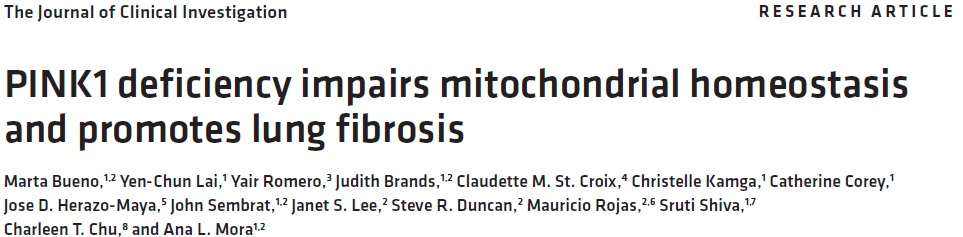 The Journal of Clinical Investigation
RESEARCH ARTICLE
PINK1 deficiency impairs mitochondrial homeostasis
and promotes lung fibrosis
Marta Bueno,1,2 Yen-Chun Lai,1 Yair Romero,3 Judith Brands,1,2 Claudette M. St. Croix,4 Christelle Kamga,1 Catherine Corey,1
Jose D. Herazo-Maya,5 John Sembrat,1,2 Janet S. Lee,2 Steve R. Duncan,2 Mauricio Rojas,2,6 Sruti Shiva,1,7
Charleen T. Chu,8 and Ana L. Mora1,2